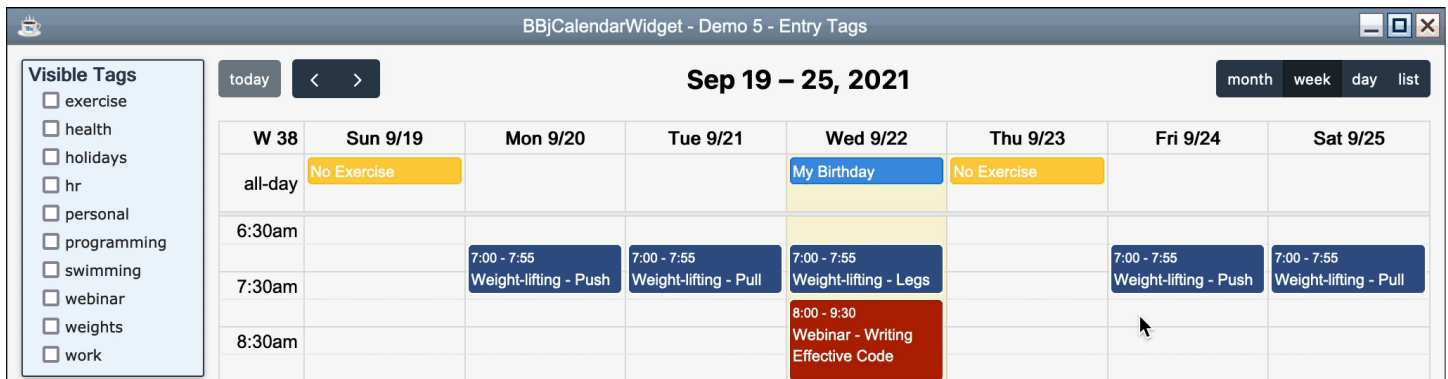 BBjCalendarWidget - Demo 5 - Entry Tags
Visible Tags
exercise
health
holidays
hr
personal
programming
swimming
webinar
weights
work
today
Sep 19 – 25, 2021
month week day list
W 38 Sun 9/19 Mon 9/20 Tue 9/21 Wed 9/22 Thu 9/23 Fri 9/24 Sat 9/25
all-day No Exercise My Birthday No Exercise
6:30am
7:00 - 7:55 7:00 - 7:55 7:00 - 7:55 7:00 - 7:55 7:00 - 7:55
Weight-lifting - Push Weight-lifting - Pull Weight-lifting - Legs Weight-lifting - Push Weight-lifting - Pull
7:30am
8:00 - 9:30
Webinar - Writing
8:30am
Effective Code